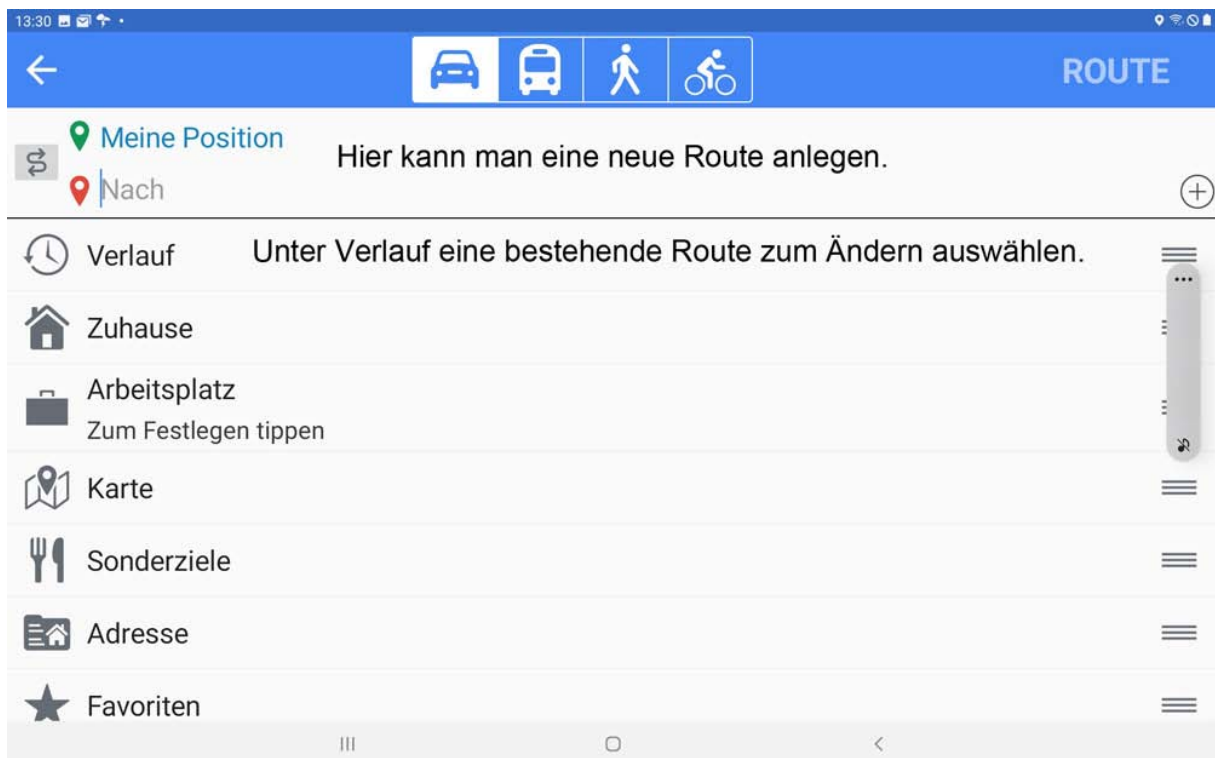 13:30
ROUTE
Meine Position
Hier kann man eine neue Route anlegen.
Nach
Verlauf
Unter Verlauf eine bestehende Route zum Ändern auswählen.
Zuhause
Arbeitsplatz
Zum Festlegen tippen
Karte
Sonderziele
Adresse
Favoriten